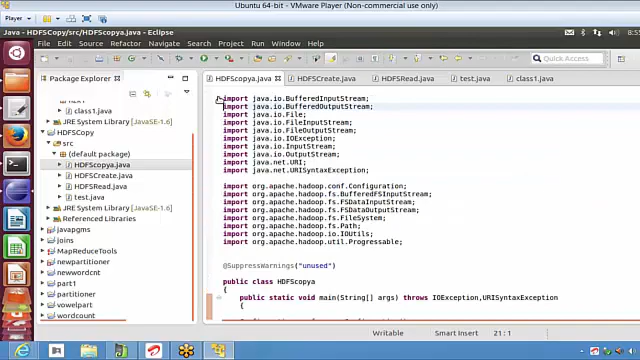 Ubuntu 64-bit - VMware Player (Non-commercial use only)
Player
Java - HDFScopy/src/HDFScopya.java - Eclipse
8:55
File Edit Source Refactor Navigate Search Project Run Window Help
Quick Access
Package Explorer
class1.java
JRE System Library [JavaSE-1.6]
HDFSCopy
src
(default package)
HDFScopya.java
HDFSCreate.java
HDFSRead.java
test.java
JRE System Library [JavaSE-1.6]
Referenced Libraries
javapgms
joins
MapReduceTools
newpartitioner
newwordcnt
part1
partitioner
vowelpart
wordcount
HDFScopya.java
HDFSCreate.java
HDFSRead.java
test.java
class1.java
import java.io.BufferedInputStream;
import java.io.BufferedOutputStream;
import java.io.File;
import java.io.FileInputStream;
import java.io.FileOutputStream;
import java.io.IOException;
import java.io.InputStream;
import java.io.OutputStream;
import java.net.URI;
import java.net.URISyntaxException;
import org.apache.hadoop.conf.Configuration;
import org.apache.hadoop.fs.BufferedFSInputStream;
import org.apache.hadoop.fs.FSDataInputStream;
import org.apache.hadoop.fs.FSDataOutputStream;
import org.apache.hadoop.fs.FileSystem;
import org.apache.hadoop.fs.Path;
import org.apache.hadoop.io.IOUtils;
import org.apache.hadoop.util.Progressable;
@SuppressWarnings("unused")
public class HDFScopya
{
public static void main(String[] args) throws IOException,URISyntaxException
{
Writable
Smart Insert
21 : 1